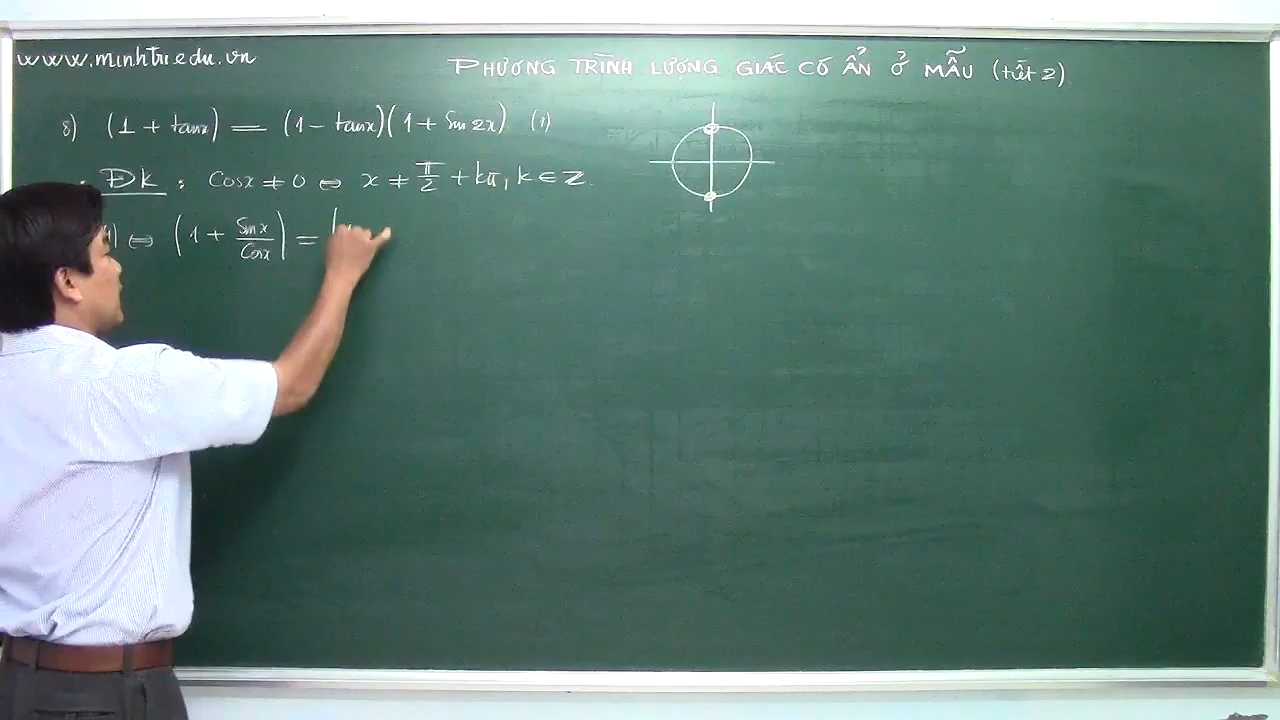 www.minhtri.edu.vn
PHƯƠNG TRÌNH LƯỢNG GIÁC CÓ ẨN Ở MẪU (tiết 2)
8) (1 + tanx) = (1 - tanx)(1 + Sin 2x) (1)
• ĐK : Cosx ≠ 0 ⇔ x ≠ π/2 + kπ, k ∈ Z.
⇔ (1 + Sinx/Cosx) = (1